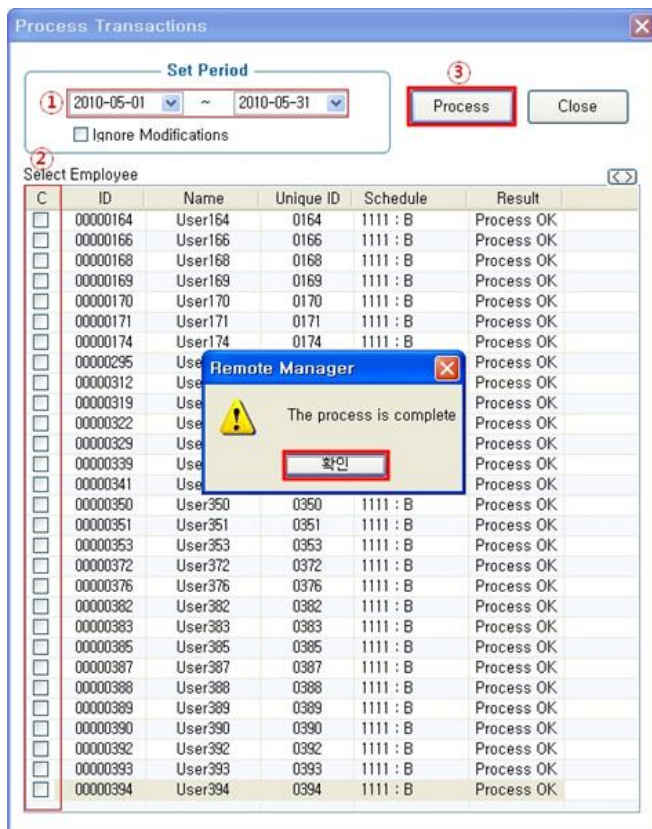 Process Transactions
Set Period
③
① 2010-05-01 ~ 2010-05-31
Process Close
Ignore Modifications
②
Select Employee
C ID Name Unique ID Schedule Result
00000164 User164 0164 1111 : B Process OK
00000166 User166 0166 1111 : B Process OK
00000168 User168 0168 1111 : B Process OK
00000169 User169 0169 1111 : B Process OK
00000170 User170 0170 1111 : B Process OK
00000171 User171 0171 1111 : B Process OK
00000174 User174 0174 1111 : B Process OK
00000295 Use Process OK
00000312 Use Process OK
00000319 Use Process OK
00000322 Use Process OK
00000329 Use Process OK
00000339 Use Process OK
00000341 Use Process OK
Remote Manager
The process is complete
확인
00000350 User350 0350 1111 : B Process OK
00000351 User351 0351 1111 : B Process OK
00000353 User353 0353 1111 : B Process OK
00000372 User372 0372 1111 : B Process OK
00000376 User376 0376 1111 : B Process OK
00000382 User382 0382 1111 : B Process OK
00000383 User383 0383 1111 : B Process OK
00000385 User385 0385 1111 : B Process OK
00000387 User387 0387 1111 : B Process OK
00000388 User388 0388 1111 : B Process OK
00000389 User389 0389 1111 : B Process OK
00000390 User390 0390 1111 : B Process OK
00000392 User392 0392 1111 : B Process OK
00000393 User393 0393 1111 : B Process OK
00000394 User394 0394 1111 : B Process OK